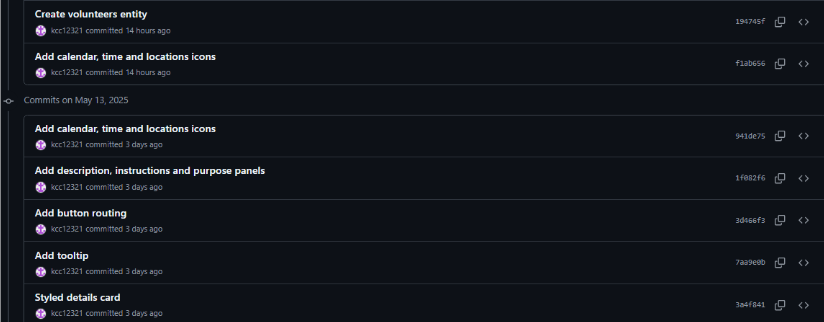 Create volunteers entity
kcc12321 committed 14 hours ago
194745f
Add calendar, time and locations icons
kcc12321 committed 14 hours ago
f1ab656
Commits on May 13, 2025
Add calendar, time and locations icons
kcc12321 committed 3 days ago
941de75
Add description, instructions and purpose panels
kcc12321 committed 3 days ago
1f082f6
Add button routing
kcc12321 committed 3 days ago
3d466f3
Add tooltip
kcc12321 committed 3 days ago
7aa9e0b
Styled details card
kcc12321 committed 3 days ago
3a4f841